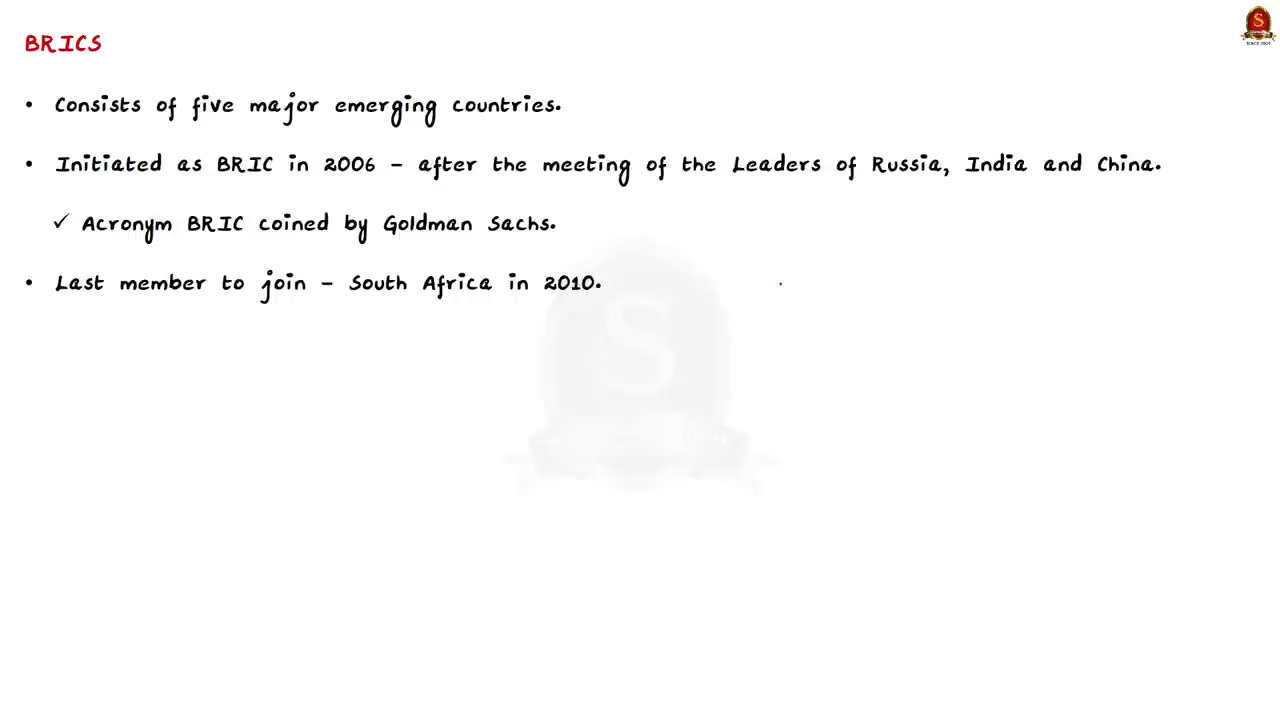 BRICS
• Consists of five major emerging countries.
• Initiated as BRIC in 2006 – after the meeting of the Leaders of Russia, India and China.
✓ Acronym BRIC coined by Goldman Sachs.
• Last member to join – South Africa in 2010.
S
S